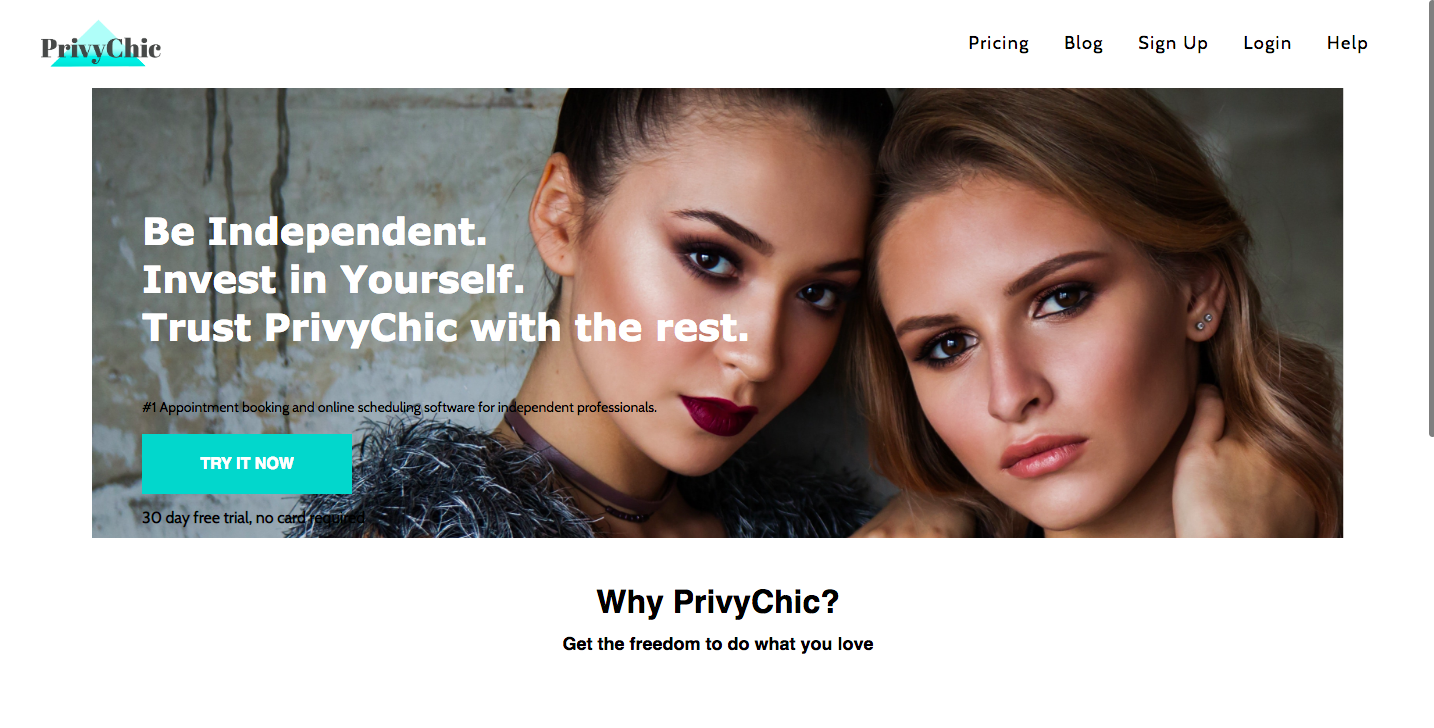 PrivyChic
Pricing Blog Sign Up Login Help
Be Independent.
Invest in Yourself.
Trust PrivyChic with the rest.
#1 Appointment booking and online scheduling software for independent professionals.
TRY IT NOW
30 day free trial, no card required
Why PrivyChic?
Get the freedom to do what you love